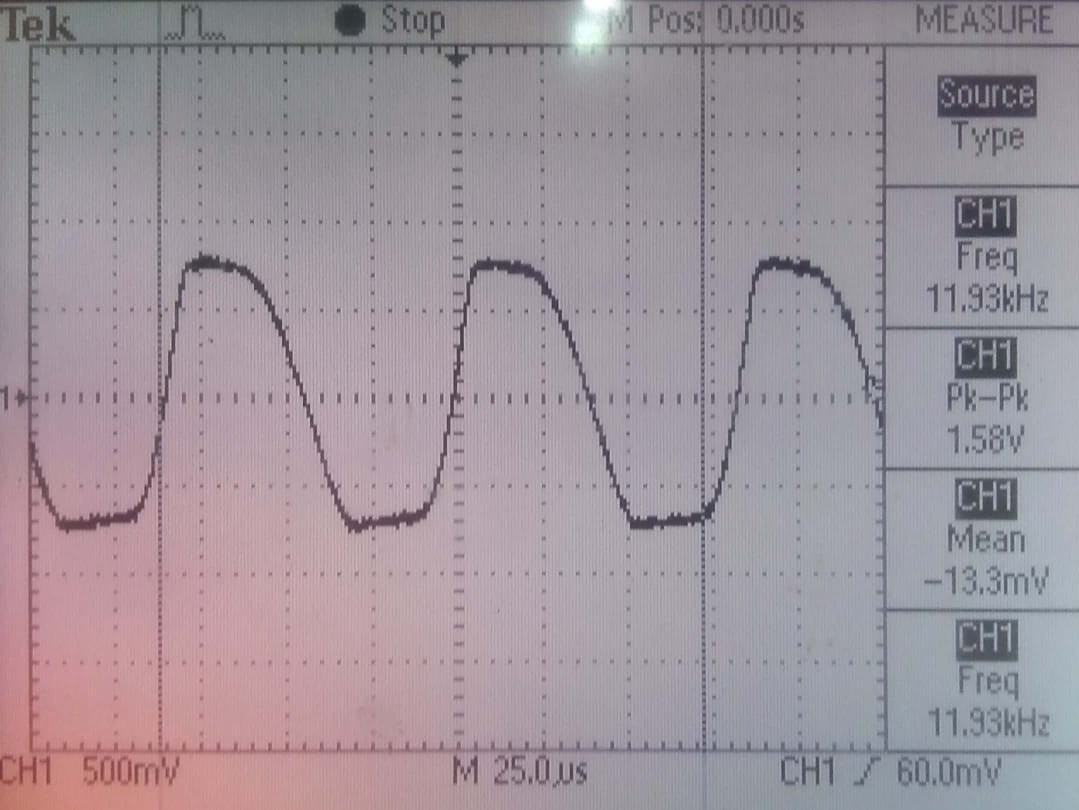 Tek Stop M Pos: 0.000s MEASURE
Source
Type
CH1
Freq
11.93kHz
CH1
Pk-Pk
1.58V
CH1
Mean
-13.3mV
CH1
Freq
11.93kHz
1
CH1 500mV M 25.0µs CH1 60.0mV